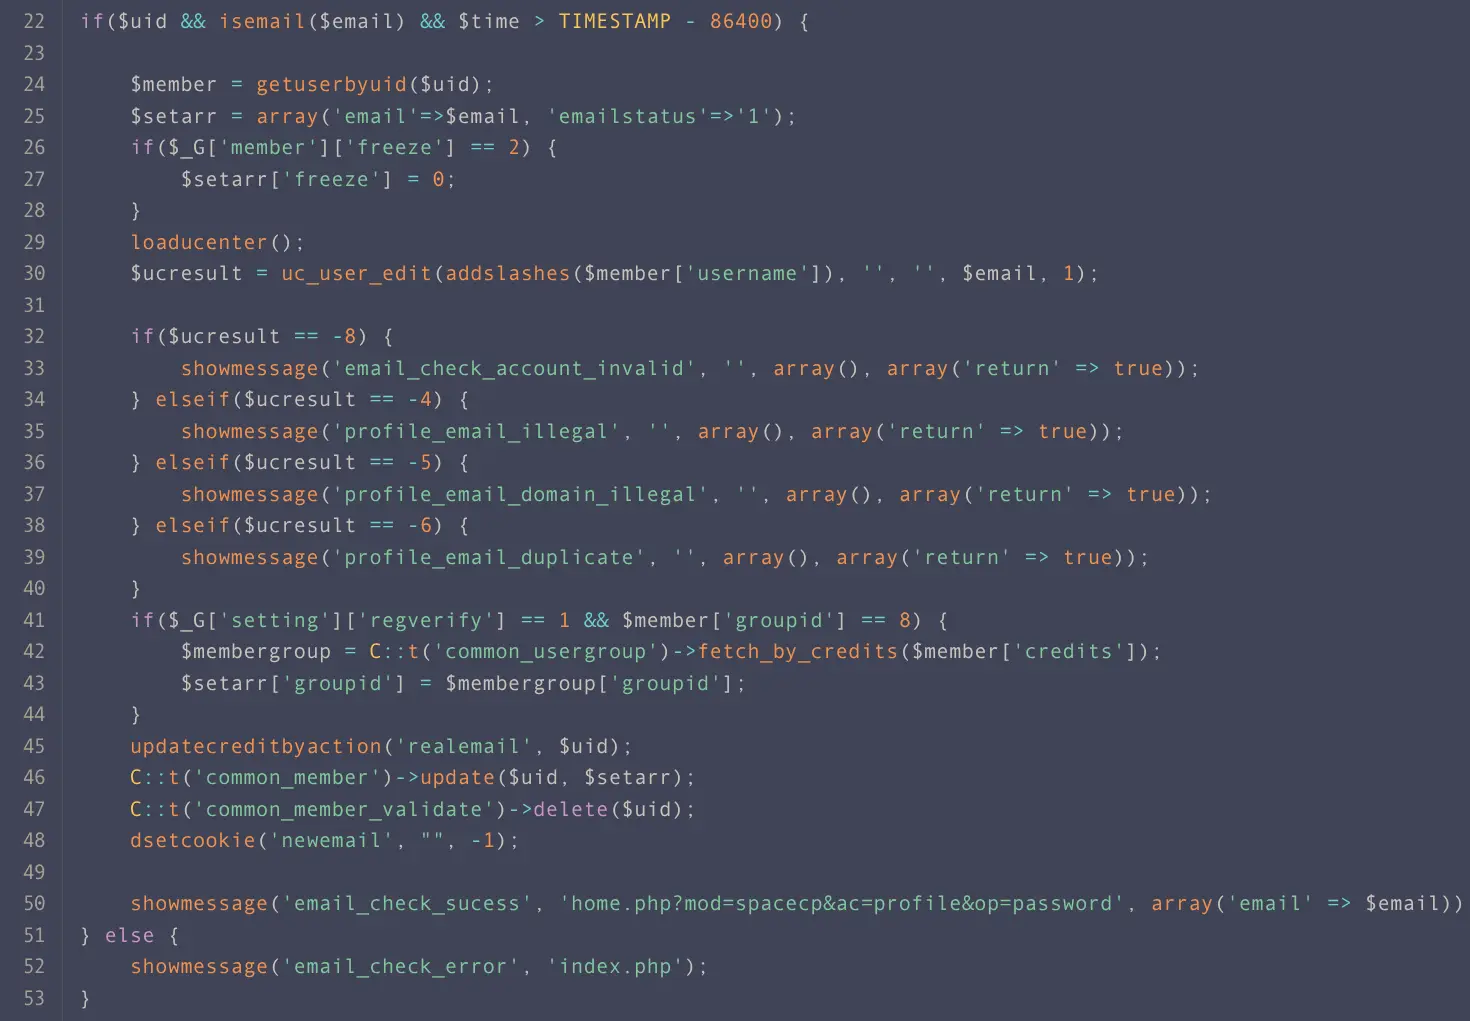 22 if($uid && isemail($email) && $time > TIMESTAMP - 86400) {
23
24     $member = getuserbyuid($uid);
25     $setarr = array('email'=>$email, 'emailstatus'=>'1');
26     if($_G['member']['freeze'] == 2) {
27         $setarr['freeze'] = 0;
28     }
29     loaducenter();
30     $ucresult = uc_user_edit(addslashes($member['username']), '', '', $email, 1);
31
32     if($ucresult == -8) {
33         showmessage('email_check_account_invalid', '', array(), array('return' => true));
34     } elseif($ucresult == -4) {
35         showmessage('profile_email_illegal', '', array(), array('return' => true));
36     } elseif($ucresult == -5) {
37         showmessage('profile_email_domain_illegal', '', array(), array('return' => true));
38     } elseif($ucresult == -6) {
39         showmessage('profile_email_duplicate', '', array(), array('return' => true));
40     }
41     if($_G['setting']['regverify'] == 1 && $member['groupid'] == 8) {
42         $membergroup = C::t('common_usergroup')->fetch_by_credits($member['credits']);
43         $setarr['groupid'] = $membergroup['groupid'];
44     }
45     updatecreditbyaction('realemail', $uid);
46     C::t('common_member')->update($uid, $setarr);
47     C::t('common_member_validate')->delete($uid);
48     dsetcookie('newemail', "", -1);
49
50     showmessage('email_check_sucess', 'home.php?mod=spacecp&ac=profile&op=password', array('email' => $email))
51 } else {
52     showmessage('email_check_error', 'index.php');
53 }